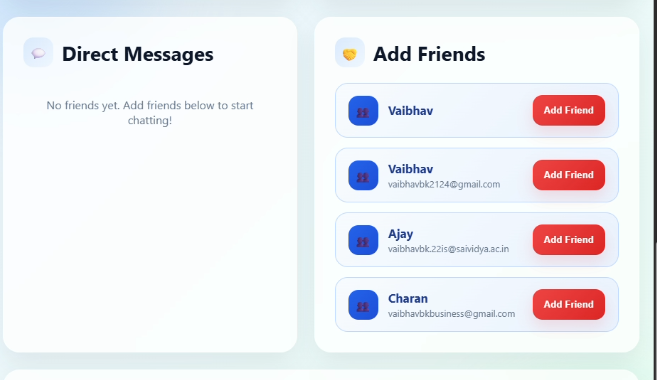 Direct Messages
No friends yet. Add friends below to start
chatting!
Add Friends
Vaibhav
Add Friend
Vaibhav
vaibhavbk2124@gmail.com
Add Friend
Ajay
vaibhavbk.22is@saividya.ac.in
Add Friend
Charan
vaibhavbkbusiness@gmail.com
Add Friend